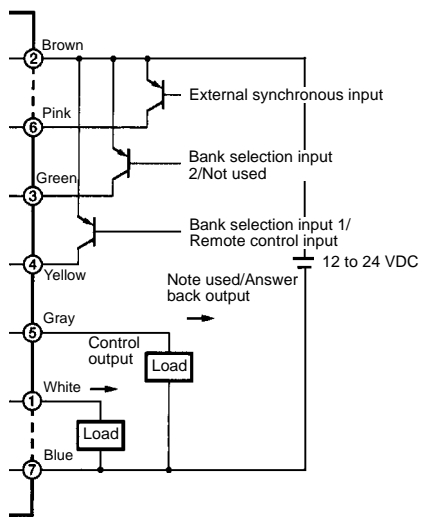 Brown
2
External synchronous input
Pink
6
Bank selection input
2/Not used
Green
3
Bank selection input 1/
Remote control input
4
Yellow
12 to 24 VDC
Note used/Answer
back output
Gray
5
Control
output
Load
White
1
Load
Blue
7